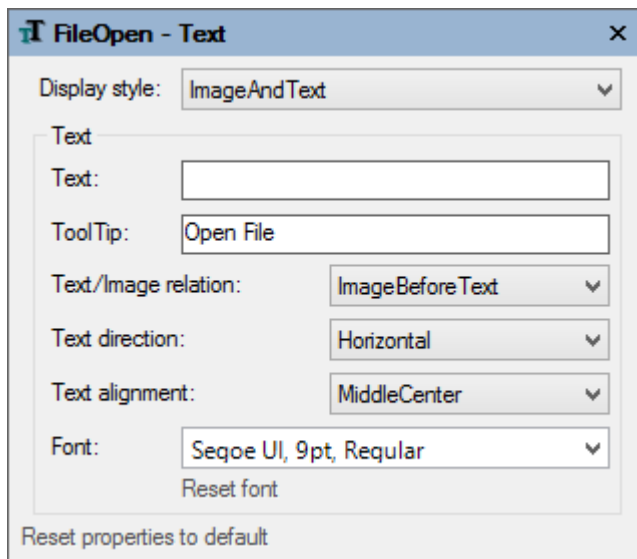 FileOpen - Text
Display style: ImageAndText
Text
Text:
ToolTip: Open File
Text/Image relation: ImageBeforeText
Text direction: Horizontal
Text alignment: MiddleCenter
Font: Segoe UI, 9pt, Regular
Reset font
Reset properties to default